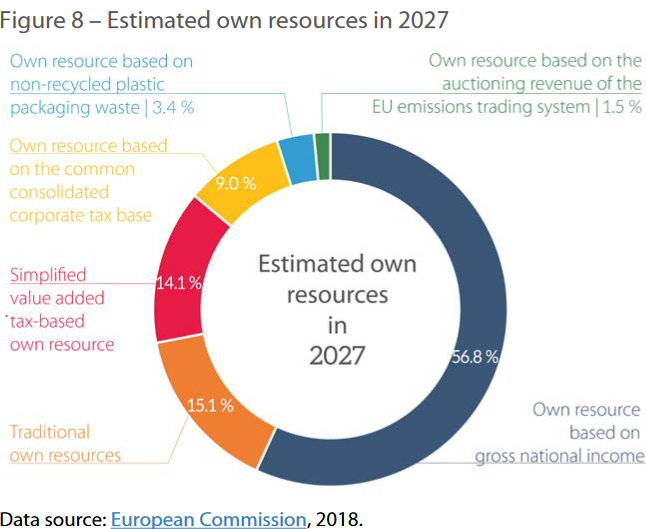 Figure 8 – Estimated own resources in 2027
Own resource based on
non-recycled plastic
packaging waste | 3.4 %
Own resource based on the
auctioning revenue of the
EU emissions trading system | 1.5 %
Own resource based
on the common
consolidated
corporate tax base
9.0 %
Simplified
value added
tax-based
own resource
14.1 %
Estimated own
resources
in
2027
56.8 %
15.1 %
Traditional
own resources
Own resource
based on
gross national income
Data source: European Commission, 2018.